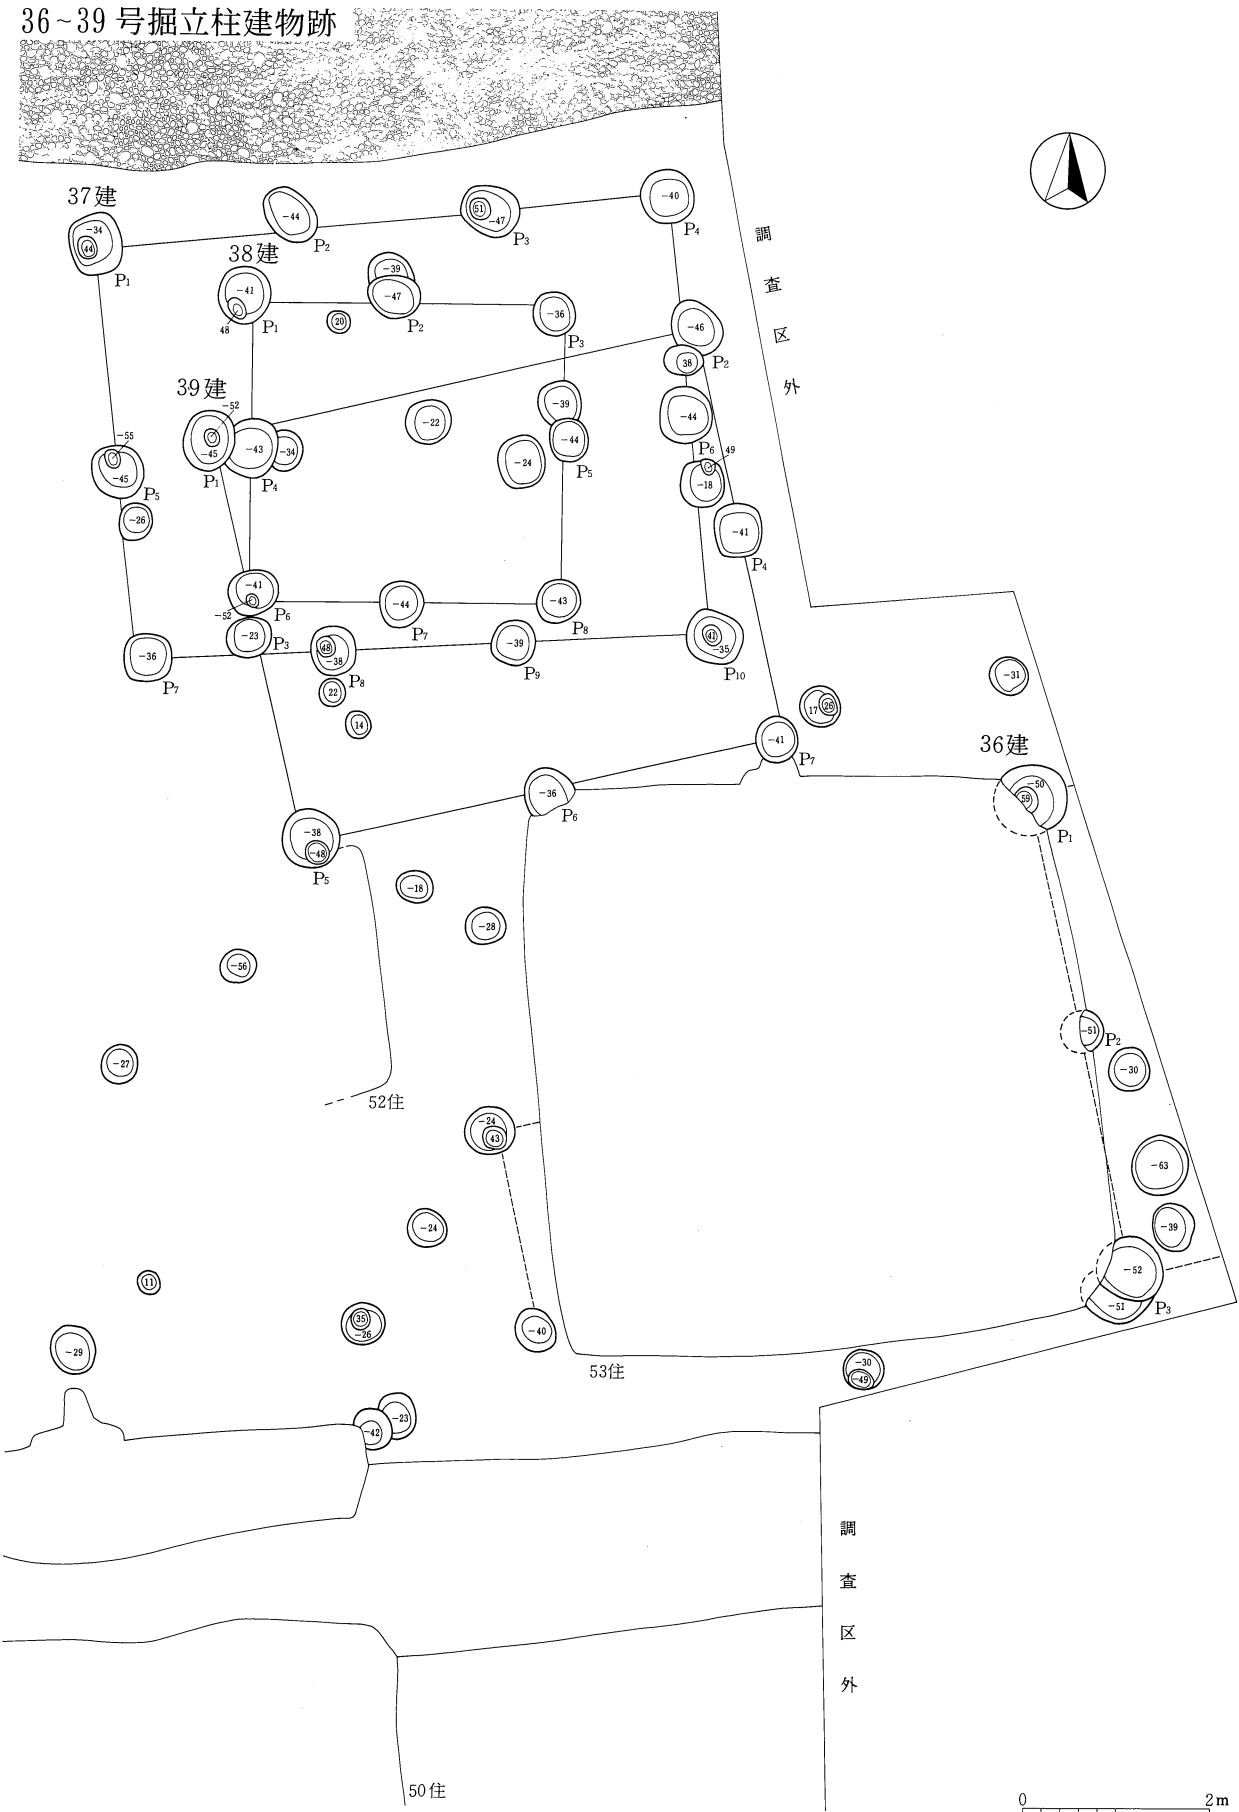 36~39号掘立柱建物跡
37建
-34
44
P1
-44
P2
51
-47
P3
-40
P4
調査区外
38建
-41
48
P1
-39
-47
P2
20
-36
P3
-46
P2
38
39建
-52
-45
P1
-43
P4
-34
-22
-39
-44
P5
-24
-44
P6
49
-18
-55
-45
P5
-26
-41
P4
-41
-52
P6
-44
P7
-43
P8
-23
P3
-36
P7
48
-38
P8
-39
P9
41
-35
P10
22
14
-31
17
26
-41
P7
36建
-50
59
P1
-36
P6
-38
-48
P5
-18
-28
-56
-27
52住
-51
P2
-30
-24
43
-63
-24
-39
11
-52
-51
P3
35
-26
-40
-29
53住
-30
-49
-23
-42
調査区外
50住
0 2m